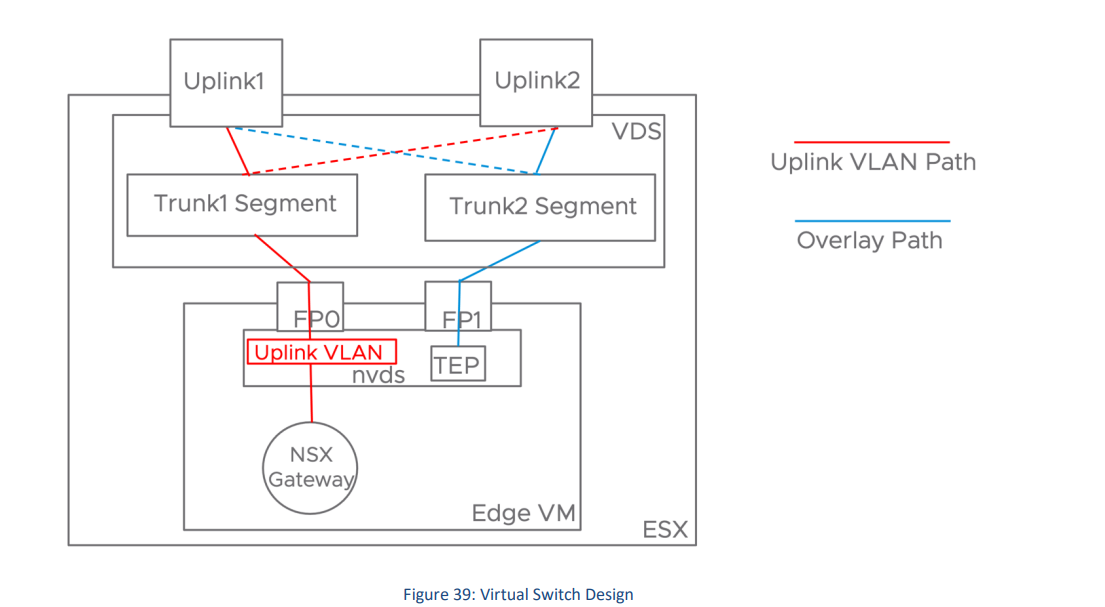 Uplink1
Uplink2
VDS
Uplink VLAN Path
Trunk1 Segment
Trunk2 Segment
Overlay Path
FP0
FP1
Uplink VLAN
nvds
TEP
NSX
Gateway
Edge VM
ESX
Figure 39: Virtual Switch Design